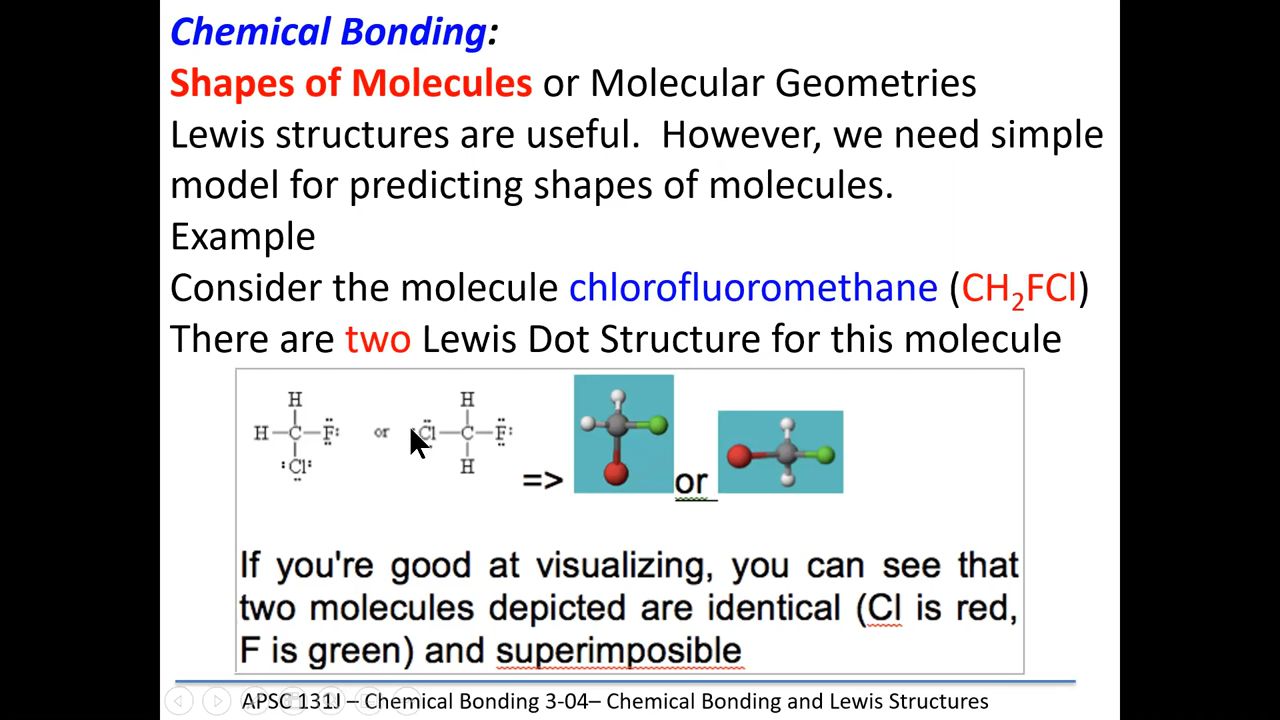 Chemical Bonding:
Shapes of Molecules or Molecular Geometries
Lewis structures are useful. However, we need simple
model for predicting shapes of molecules.
Example
Consider the molecule chlorofluoromethane (CH₂FCl)
There are two Lewis Dot Structure for this molecule
H
H–C–F:
:Cl:
or
H
:Cl–C–F:
H
=>
or
If you're good at visualizing, you can see that
two molecules depicted are identical (Cl is red,
F is green) and superimposible
APSC 131J – Chemical Bonding 3-04– Chemical Bonding and Lewis Structures